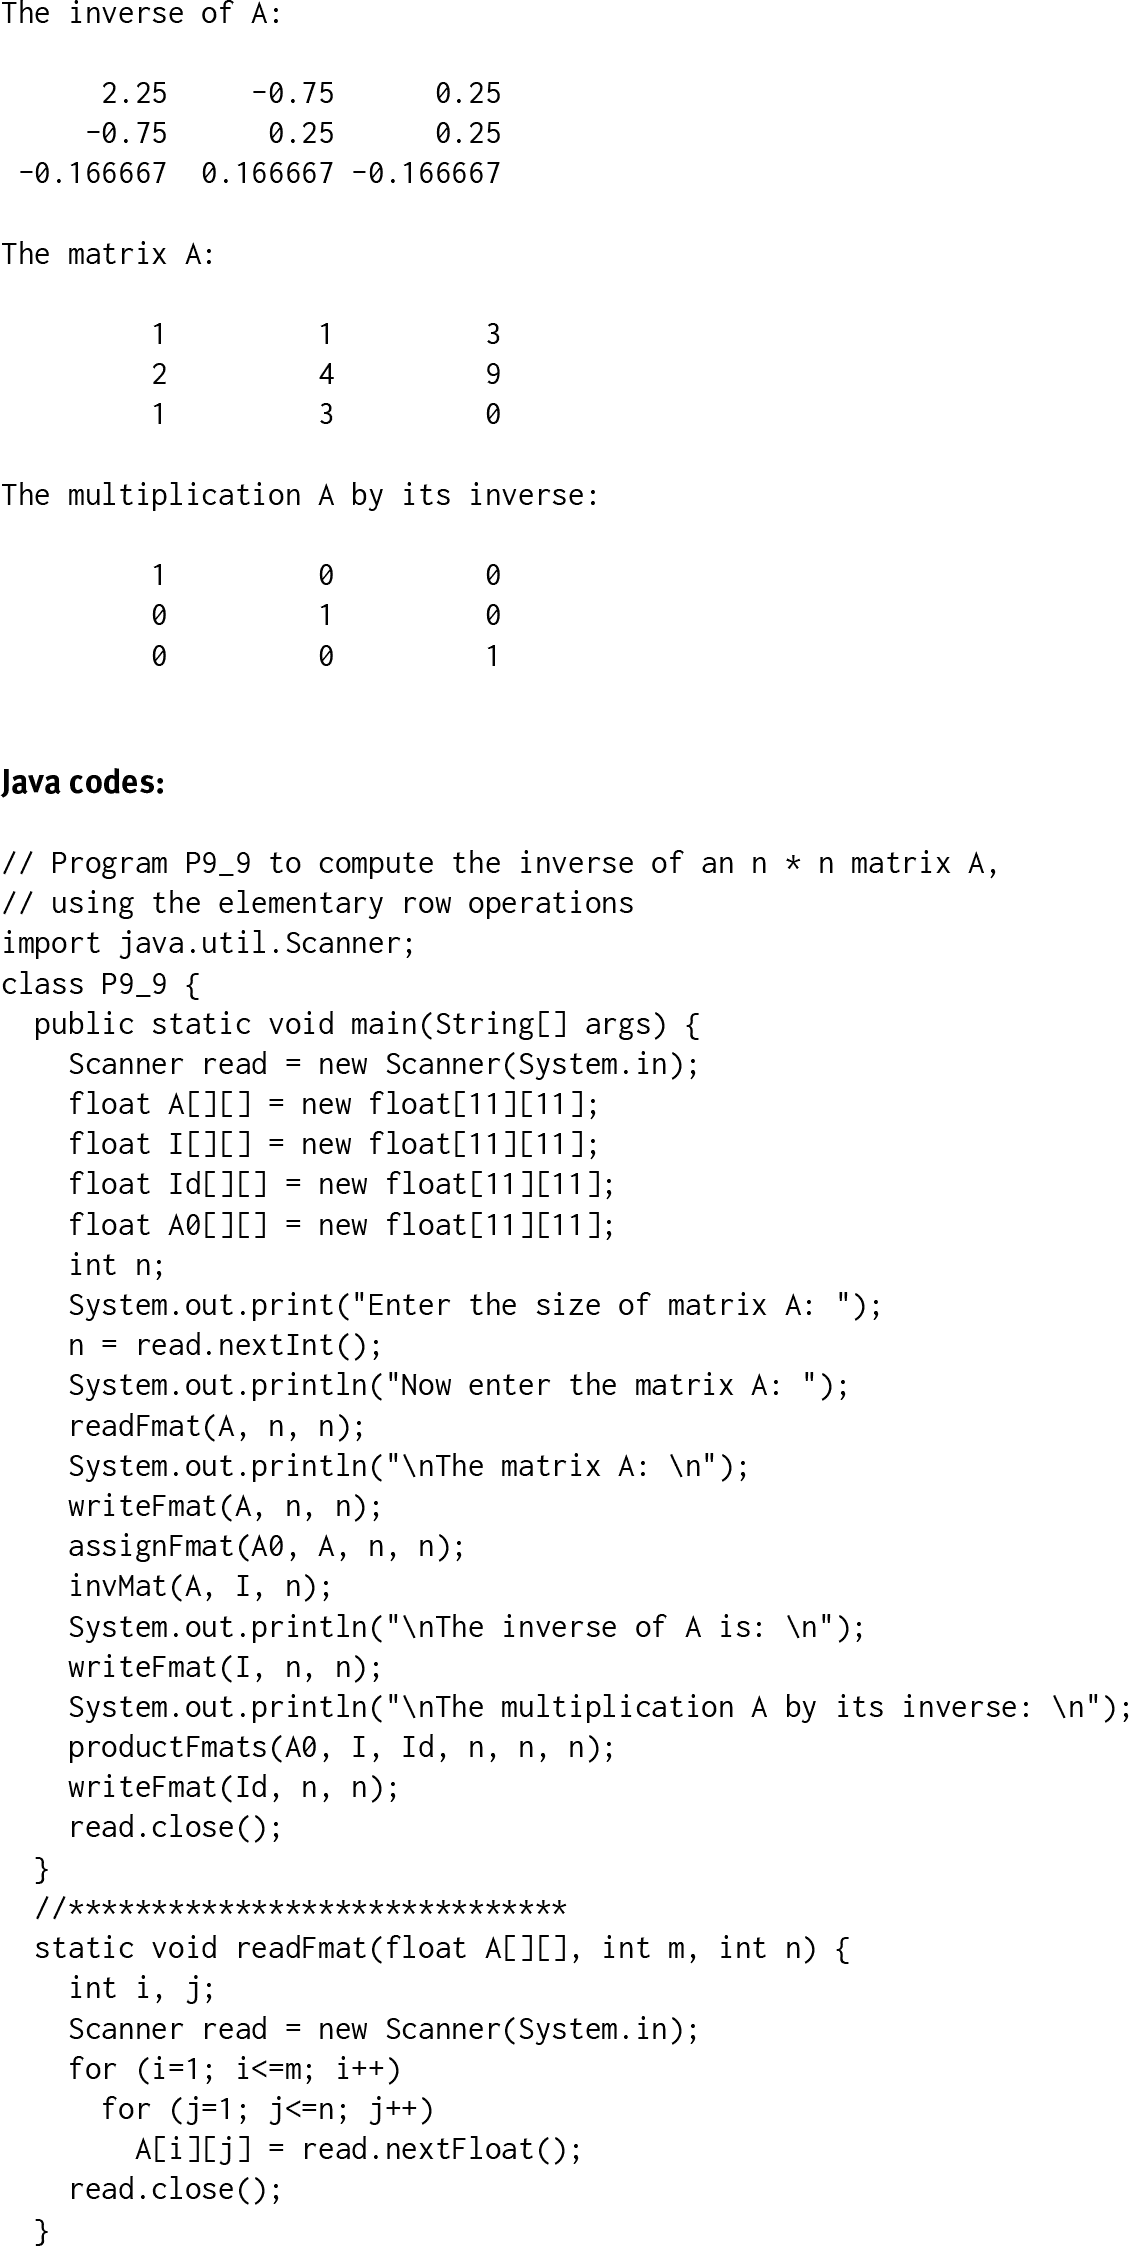 The inverse of A:
2.25 -0.75 0.25
-0.75 0.25 0.25
-0.166667 0.166667 -0.166667
The matrix A:
1 1 3
2 4 9
1 3 0
The multiplication A by its inverse:
1 0 0
0 1 0
0 0 1
Java codes:
// Program P9_9 to compute the inverse of an n * n matrix A,
// using the elementary row operations
import java.util.Scanner;
class P9_9 {
  public static void main(String[] args) {
    Scanner read = new Scanner(System.in);
    float A[][] = new float[11][11];
    float I[][] = new float[11][11];
    float Id[][] = new float[11][11];
    float A0[][] = new float[11][11];
    int n;
    System.out.print("Enter the size of matrix A: ");
    n = read.nextInt();
    System.out.println("Now enter the matrix A: ");
    readFmat(A, n, n);
    System.out.println("\nThe matrix A: \n");
    writeFmat(A, n, n);
    assignFmat(A0, A, n, n);
    invMat(A, I, n);
    System.out.println("\nThe inverse of A is: \n");
    writeFmat(I, n, n);
    System.out.println("\nThe multiplication A by its inverse: \n");
    productFmats(A0, I, Id, n, n, n);
    writeFmat(Id, n, n);
    read.close();
  }
  //******************************
  static void readFmat(float A[][], int m, int n) {
    int i, j;
    Scanner read = new Scanner(System.in);
    for (i=1; i<=m; i++)
      for (j=1; j<=n; j++)
        A[i][j] = read.nextFloat();
    read.close();
  }